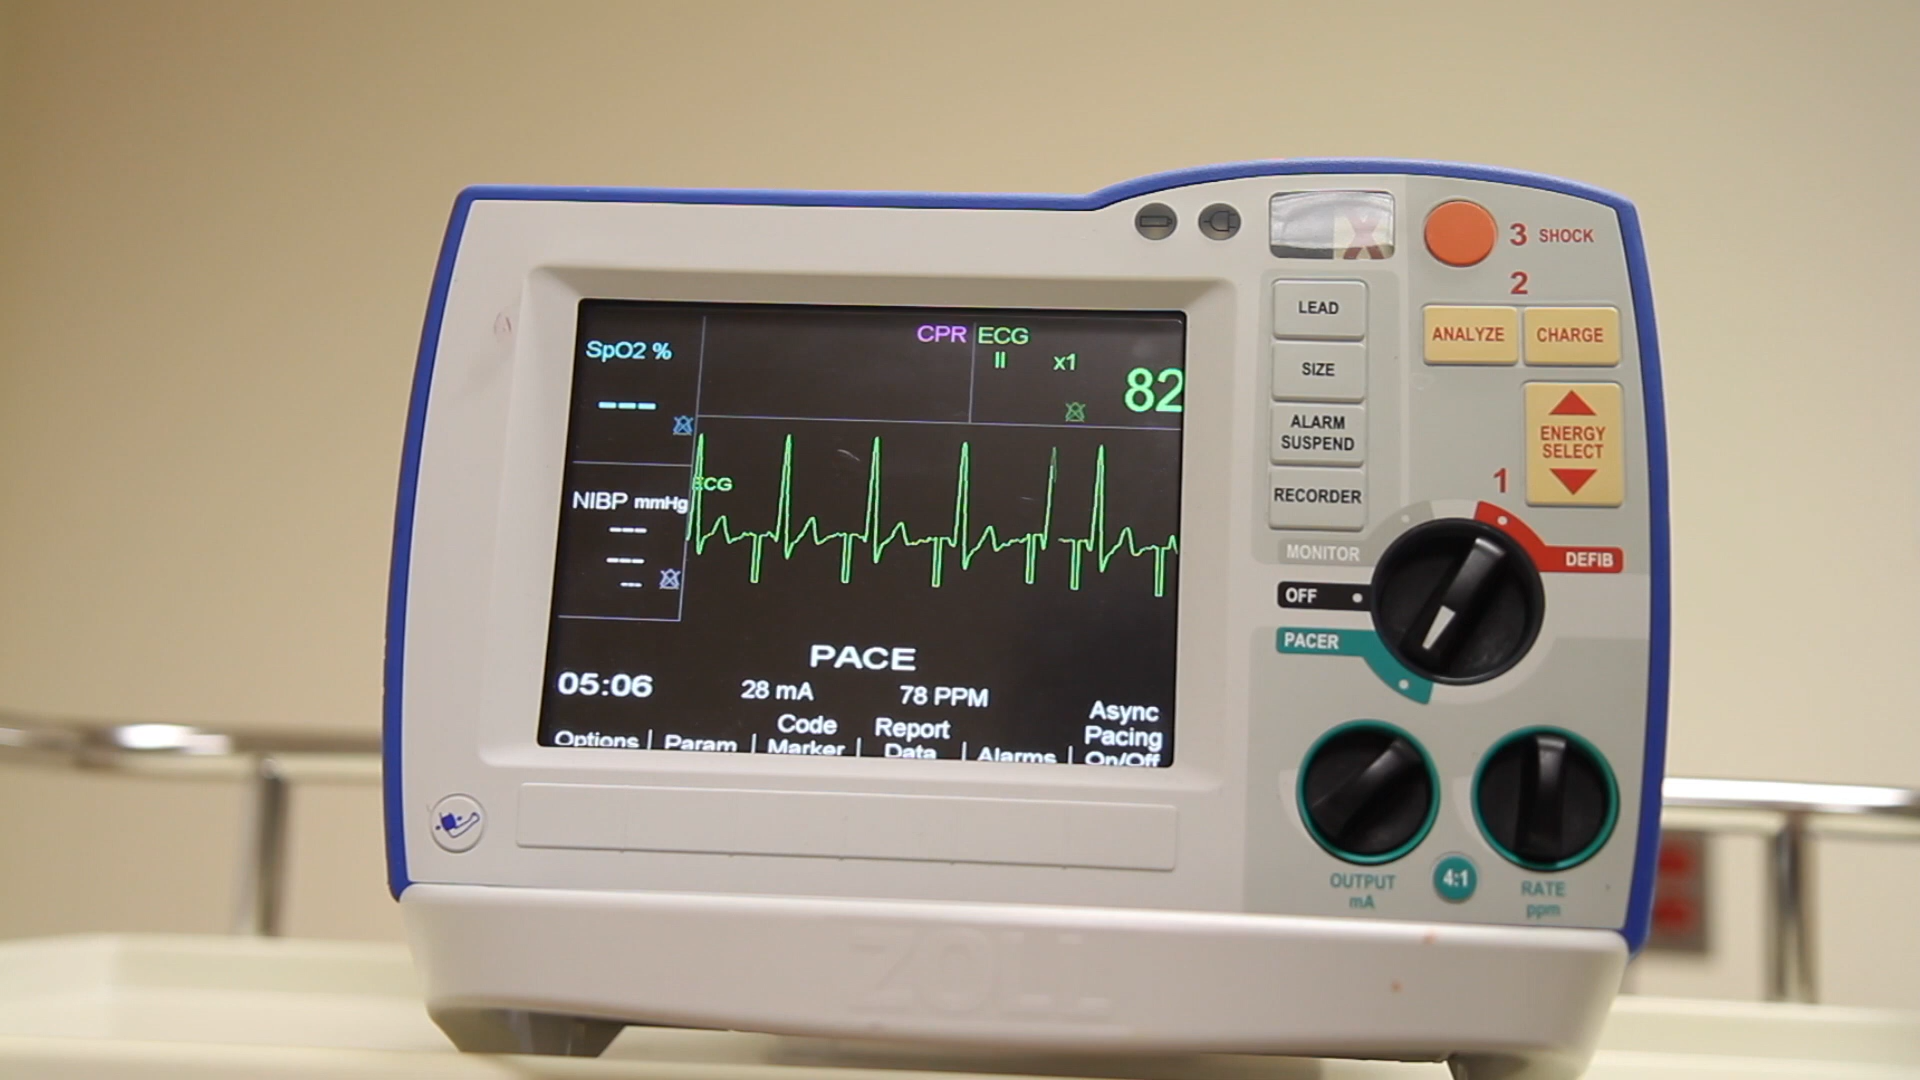 SpO2 %
---
CPR
ECG
II
x1
82
ECG
NIBP mmHg
---
---
---
PACE
05:06
28 mA
78 PPM
Options
Param
Code
Marker
Report
Data
Alarms
Async
Pacing
On/Off
3 SHOCK
2
ANALYZE
CHARGE
LEAD
SIZE
ALARM
SUSPEND
RECORDER
ENERGY
SELECT
1
MONITOR
DEFIB
OFF
PACER
OUTPUT
mA
4:1
RATE
ppm
ZOLL